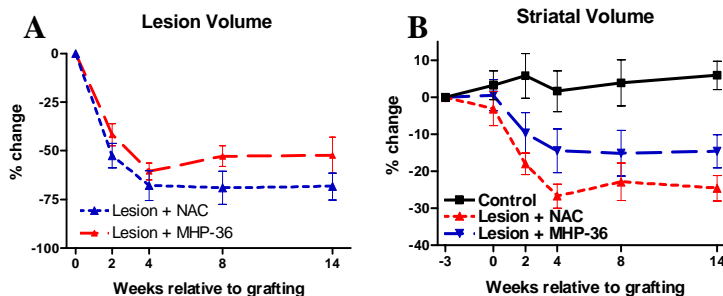 A
Lesion Volume
0
-25
-50
-75
-100
% change
Lesion + NAC
Lesion + MHP-36
0 2 4 8 14
Weeks relative to grafting
B
Striatal Volume
10
0
-10
-20
-30
-40
% change
Control
Lesion + NAC
Lesion + MHP-36
-3 0 2 4 8 14
Weeks relative to grafting